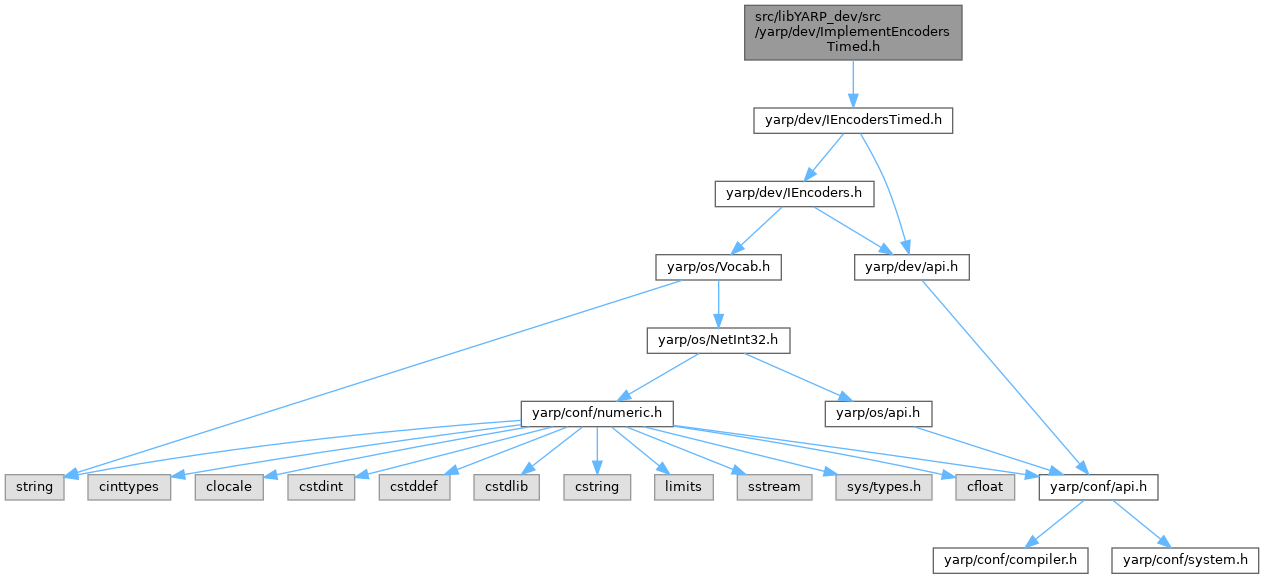 src/libYARP_dev/src
/yarp/dev/ImplementEncoders
Timed.h
yarp/dev/IEncodersTimed.h
yarp/dev/IEncoders.h
yarp/os/Vocab.h
yarp/dev/api.h
yarp/os/NetInt32.h
yarp/conf/numeric.h
yarp/os/api.h
string
cinttypes
clocale
cstdint
cstddef
cstdlib
cstring
limits
sstream
sys/types.h
cfloat
yarp/conf/api.h
yarp/conf/compiler.h
yarp/conf/system.h